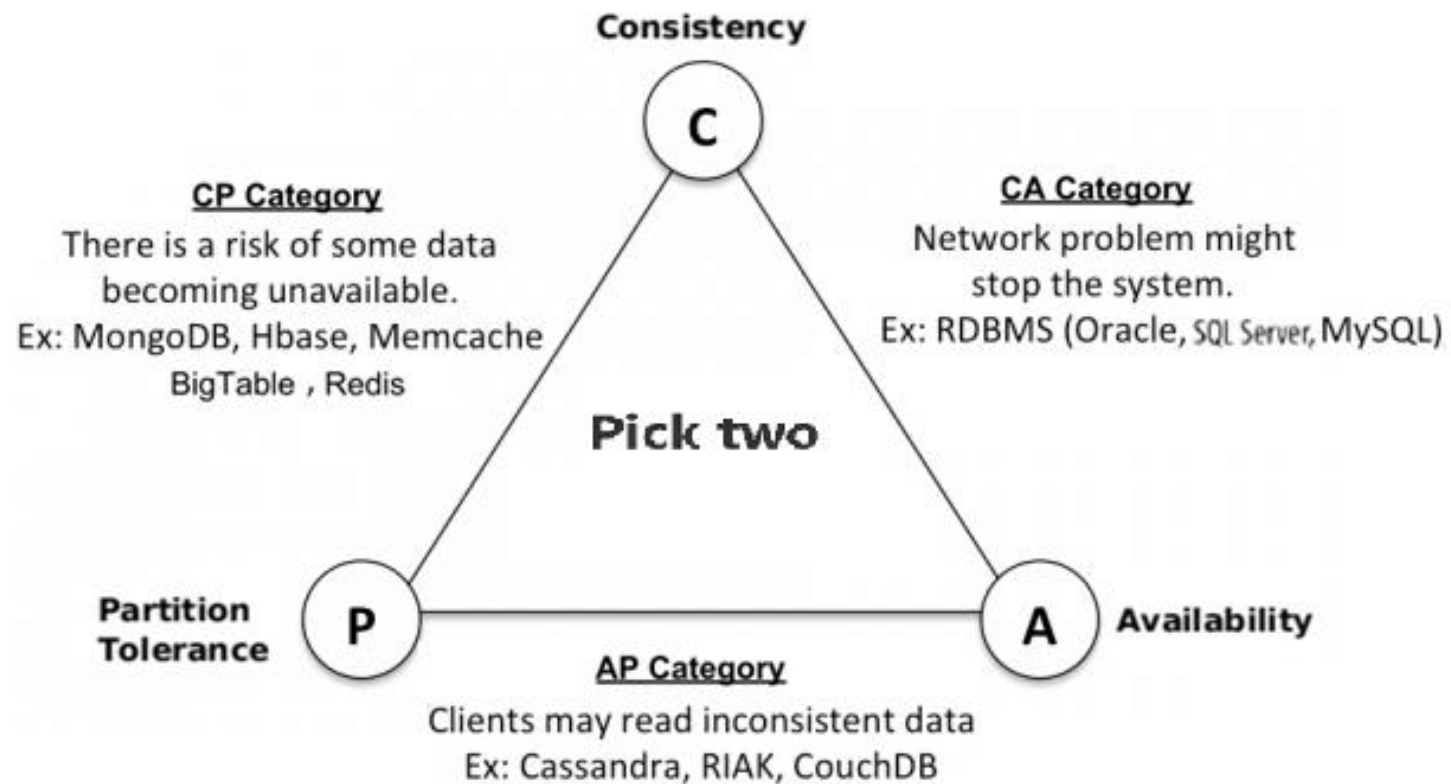 Consistency
C
CP Category
There is a risk of some data
becoming unavailable.
Ex: MongoDB, Hbase, Memcache
BigTable , Redis
CA Category
Network problem might
stop the system.
Ex: RDBMS (Oracle, SQL Server, MySQL)
Pick two
Partition
Tolerance
P
A
Availability
AP Category
Clients may read inconsistent data
Ex: Cassandra, RIAK, CouchDB